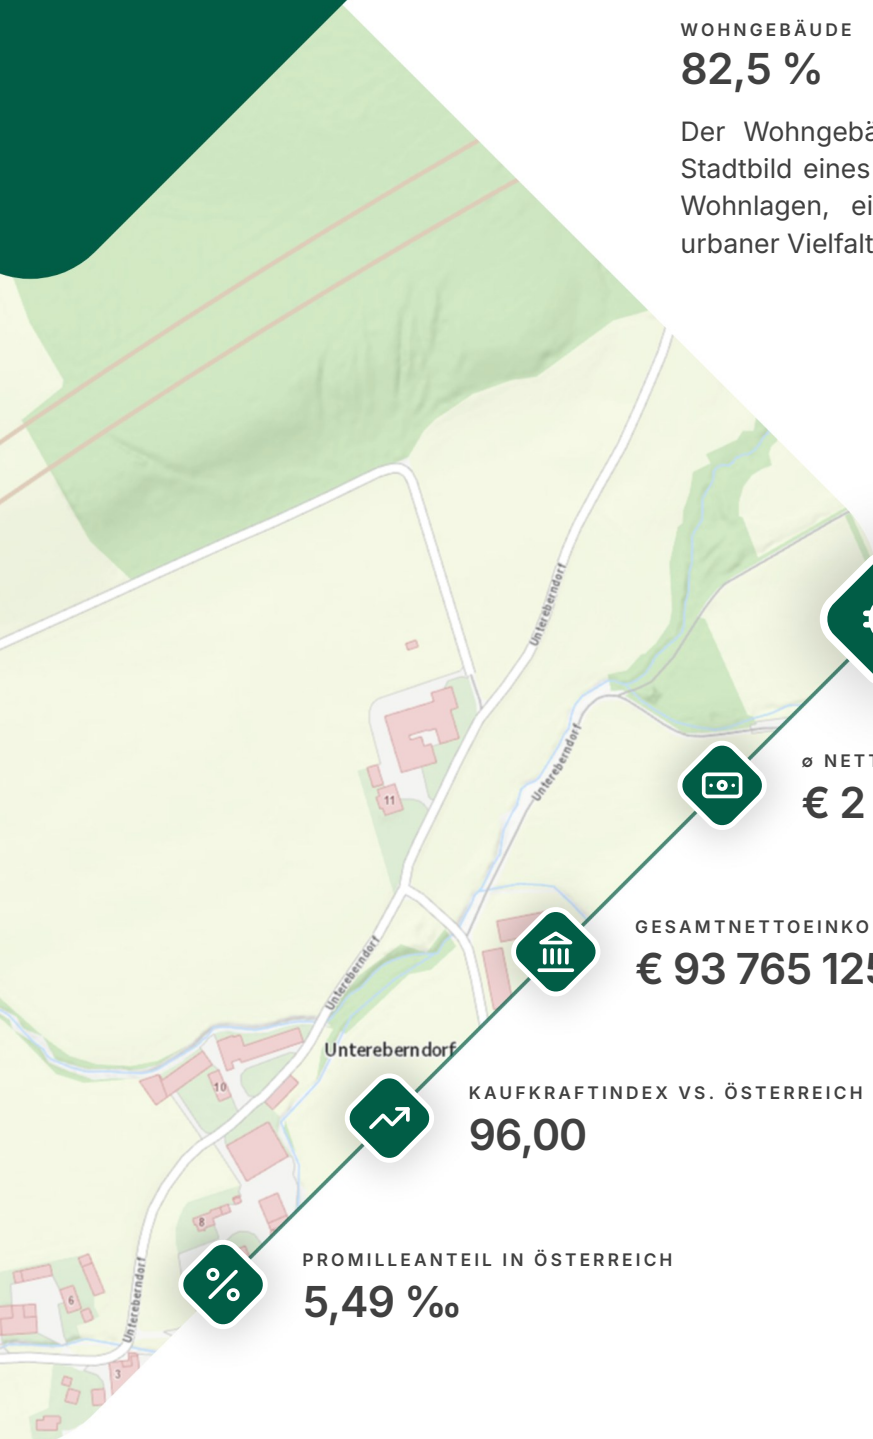 WOHNGEBÄUDE
82,5 %
Der Wohngebä
Stadtbild eines
Wohnlagen, ei
urbaner Vielfalt
Untereberndorf
Untereberndorf
11
ø NETT
€ 2
GESAMTNETTOEINKO
€ 93 765 125
Untereberndorf
Untereberndorf
10
KAUFKRAFTINDEX VS. ÖSTERREICH
96,00
8
PROMILLEANTEIL IN ÖSTERREICH
5,49 ‰
Untereberndorf
6
3